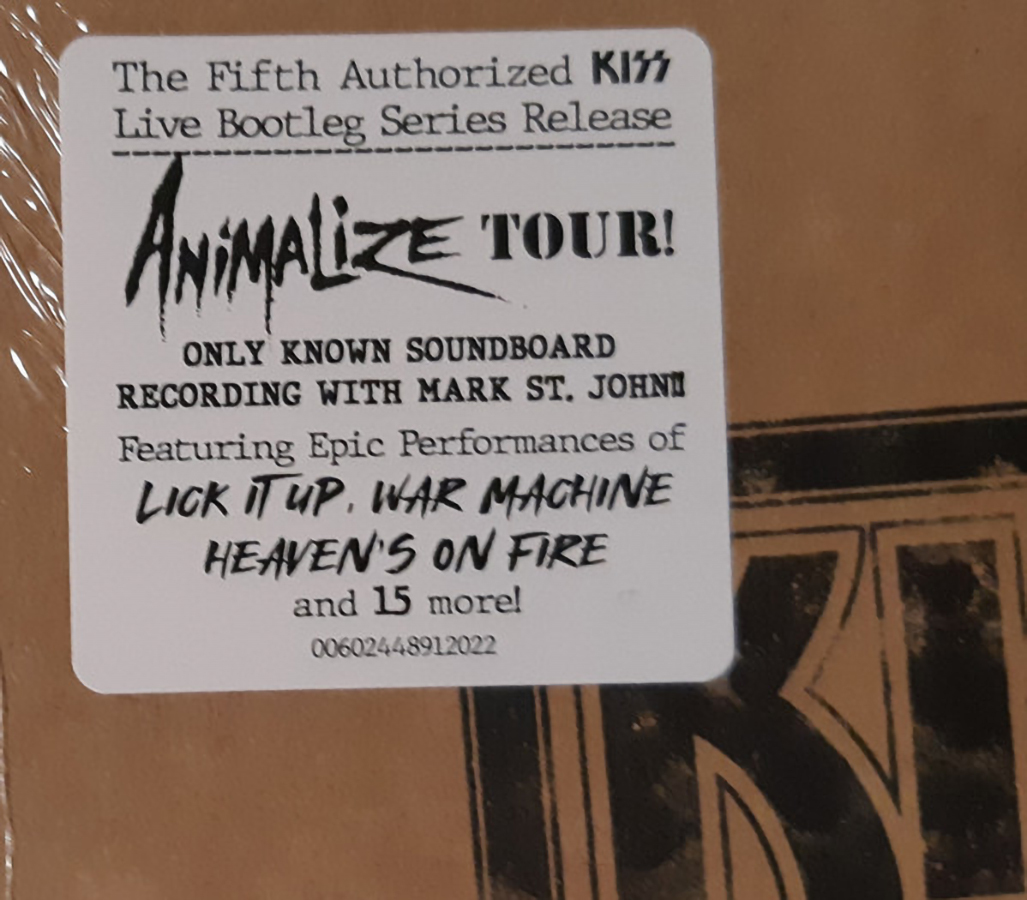 The Fifth Authorized KISS
Live Bootleg Series Release
ANiMALiZE TOUR!
ONLY KNOWN SOUNDBOARD
RECORDING WITH MARK ST. JOHN
Featuring Epic Performances of
LICK iT UP. WAR MACHINE
HEAVEN'S ON FiRE
and 15 more!
00602448912022
KI